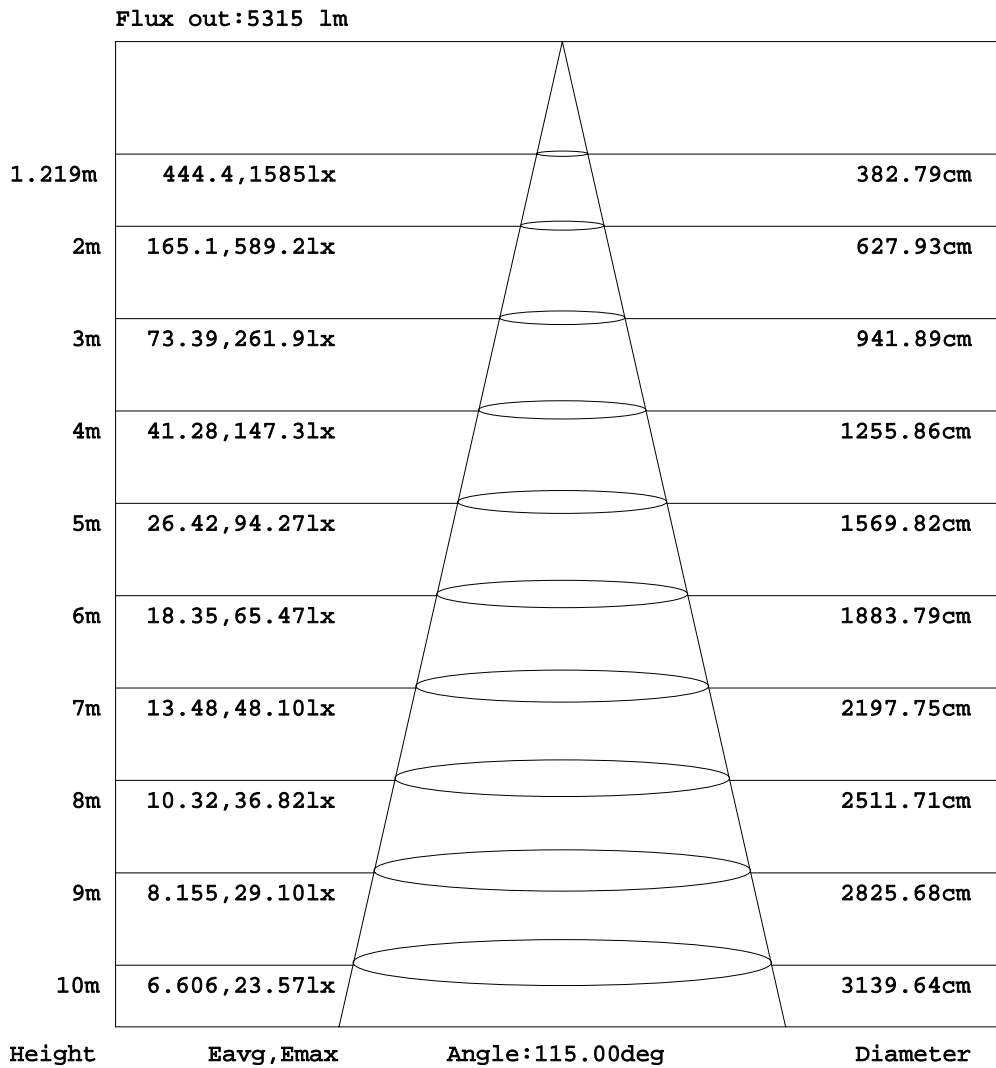 Flux out:5315 lm
1.219m 444.4,1585lx 382.79cm
2m 165.1,589.2lx 627.93cm
3m 73.39,261.9lx 941.89cm
4m 41.28,147.3lx 1255.86cm
5m 26.42,94.27lx 1569.82cm
6m 18.35,65.47lx 1883.79cm
7m 13.48,48.10lx 2197.75cm
8m 10.32,36.82lx 2511.71cm
9m 8.155,29.10lx 2825.68cm
10m 6.606,23.57lx 3139.64cm
Height Eavg,Emax Angle:115.00deg Diameter